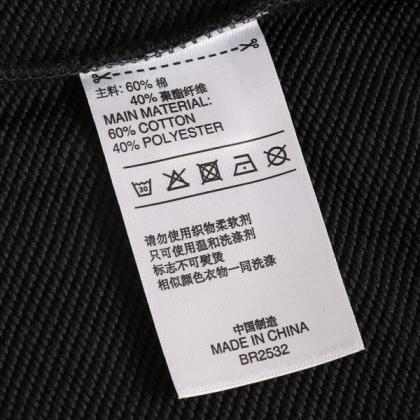 主料: 60% 棉
40% 聚酯纤维
MAIN MATERIAL:
60% COTTON
40% POLYESTER
30
请勿使用织物柔软剂
只可使用温和洗涤剂
标志不可熨烫
相似颜色衣物一同洗涤
中国制造
MADE IN CHINA
BR2532